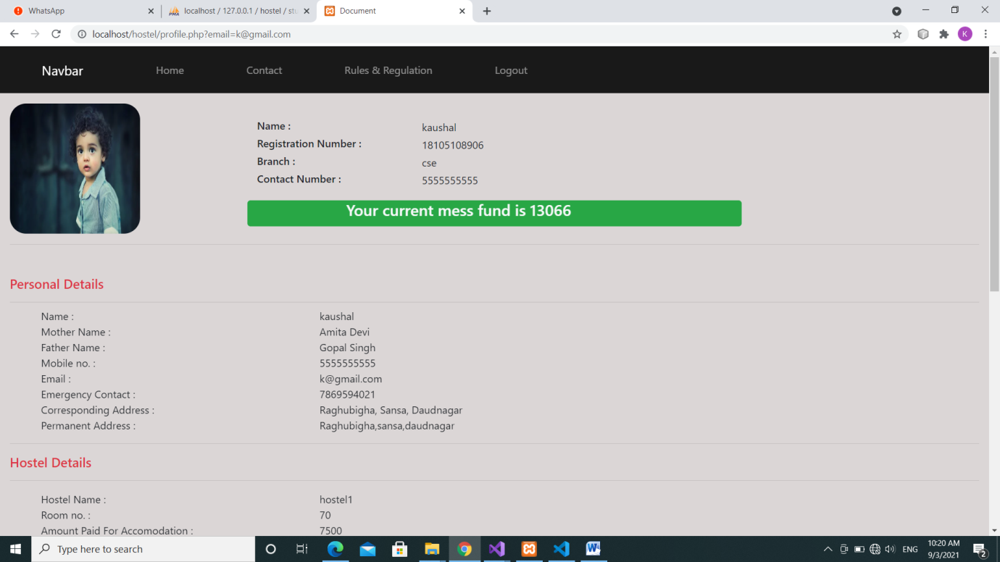 WhatsApp
localhost / 127.0.0.1 / hostel / stu
Document
localhost/hostel/profile.php?email=k@gmail.com
K
Navbar Home Contact Rules & Regulation Logout
Name : kaushal
Registration Number : 18105108906
Branch : cse
Contact Number : 5555555555
Your current mess fund is 13066
Personal Details
Name : kaushal
Mother Name : Amita Devi
Father Name : Gopal Singh
Mobile no. : 5555555555
Email : k@gmail.com
Emergency Contact : 7869594021
Corresponding Address : Raghubigha, Sansa, Daudnagar
Permanent Address : Raghubigha,sansa,daudnagar
Hostel Details
Hostel Name : hostel1
Room no. : 70
Amount Paid For Accomodation : 7500
Type here to search
ENG
10:20 AM
9/3/2021
2